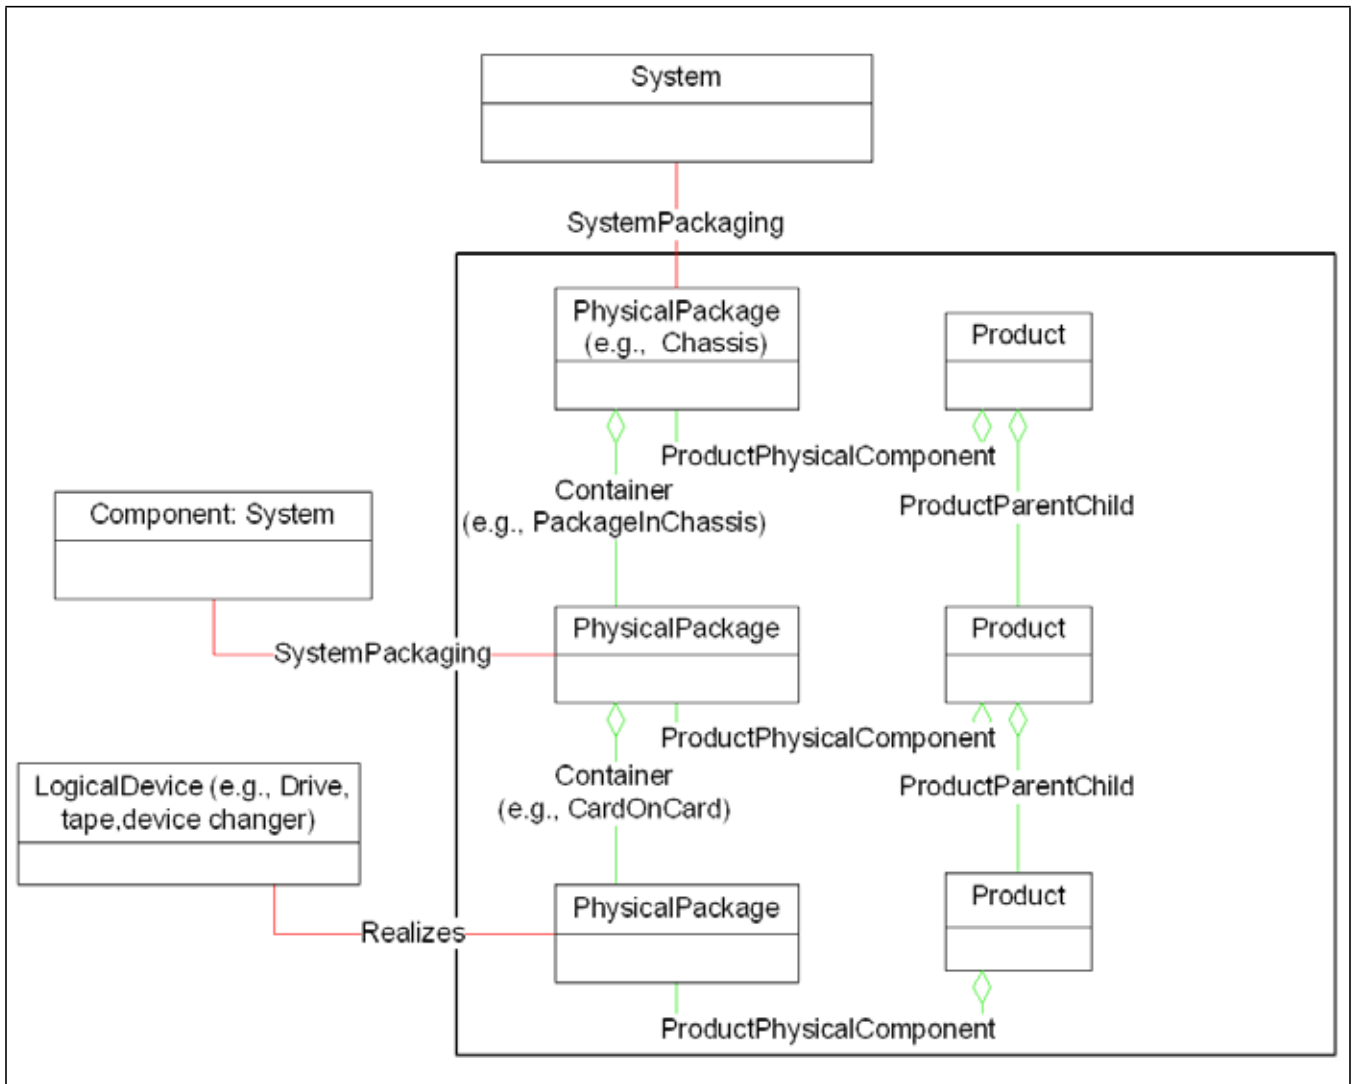 System
SystemPackaging
PhysicalPackage
(e.g., Chassis)
Product
ProductPhysicalComponent
Container
(e.g., PackageInChassis)
ProductParentChild
Component: System
PhysicalPackage
Product
SystemPackaging
ProductPhysicalComponent
Container
(e.g., CardOnCard)
ProductParentChild
LogicalDevice (e.g., Drive,
tape,device changer)
PhysicalPackage
Product
Realizes
ProductPhysicalComponent